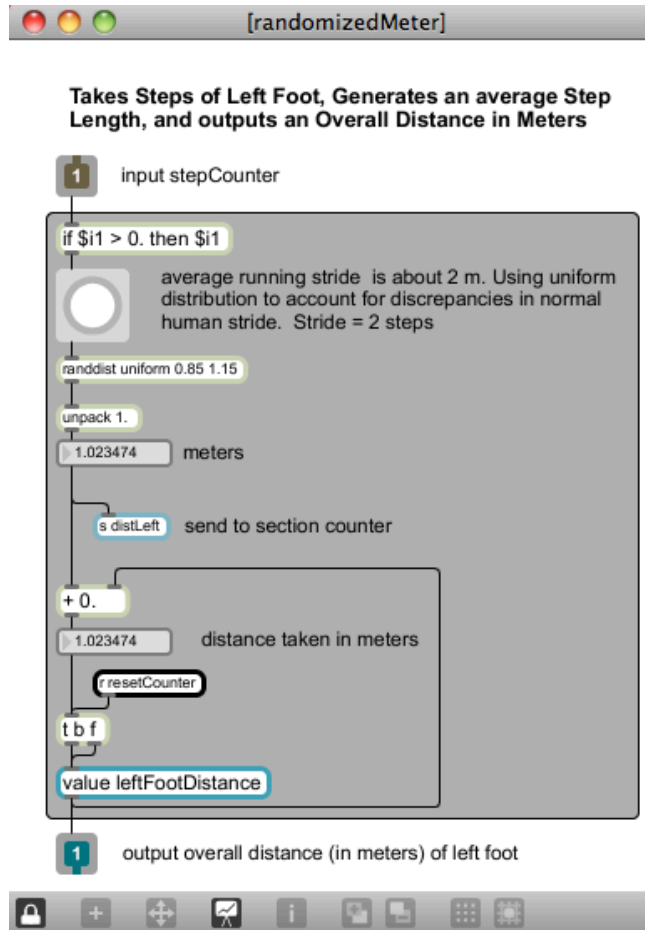 [randomizedMeter]
Takes Steps of Left Foot, Generates an average Step
Length, and outputs an Overall Distance in Meters
1
input stepCounter
if $i1 > 0. then $i1
average running stride  is about 2 m. Using uniform
distribution to account for discrepancies in normal
human stride.  Stride = 2 steps
randdist uniform 0.85 1.15
unpack 1.
1.023474
meters
s distLeft
send to section counter
+ 0.
1.023474
distance taken in meters
r resetCounter
t b f
value leftFootDistance
1
output overall distance (in meters) of left foot